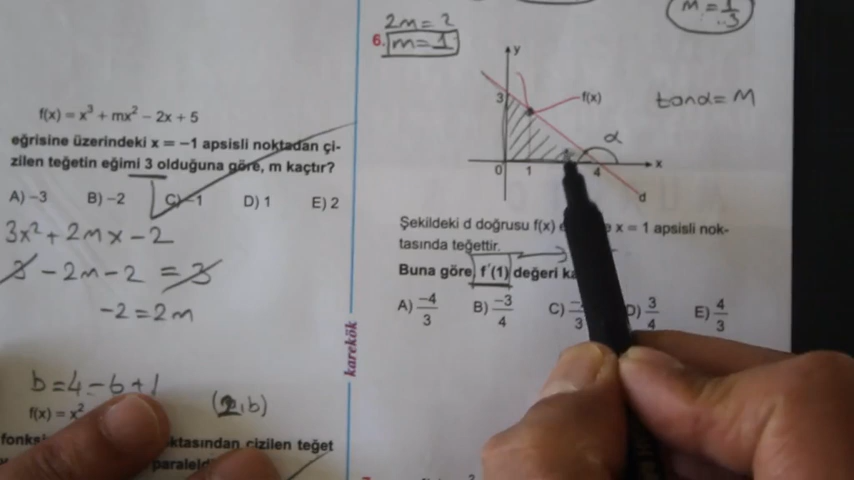 f(x) = x³ + mx² − 2x + 5
eğrisine üzerindeki x = −1 apsisli noktadan çi-
zilen teğetin eğimi 3 olduğuna göre, m kaçtır?
A) −3 B) −2 C) −1 D) 1 E) 2
3x² + 2mx − 2
3 − 2m − 2 = 3
−2 = 2m
b = 4 − 6 + 1
(2,b)
f(x) = x²
ktasından çizilen teğet
karekök
2m = 2
6. m = 1
m = 1/3
y
3
f(x)
tanα = m
α
x
0 1 4
d
Şekildeki d doğrusu f(x) x = 1 apsisli nok-
tasında teğettir.
Buna göre, f'(1) değeri
A) −4/3 B) −3/4 C) D) 3/4 E) 4/3